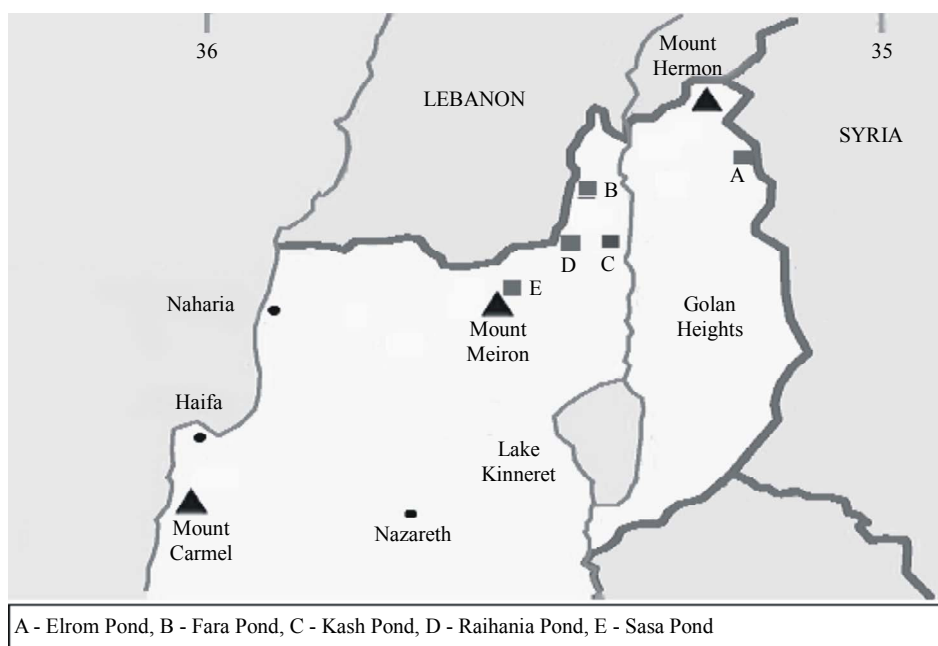 36
Mount
Hermon
35
LEBANON
SYRIA
A
B
D
C
E
Naharia
Mount
Meiron
Golan
Heights
Haifa
Lake
Kinneret
Mount
Carmel
Nazareth
A - Elrom Pond, B - Fara Pond, C - Kash Pond, D - Raihania Pond, E - Sasa Pond